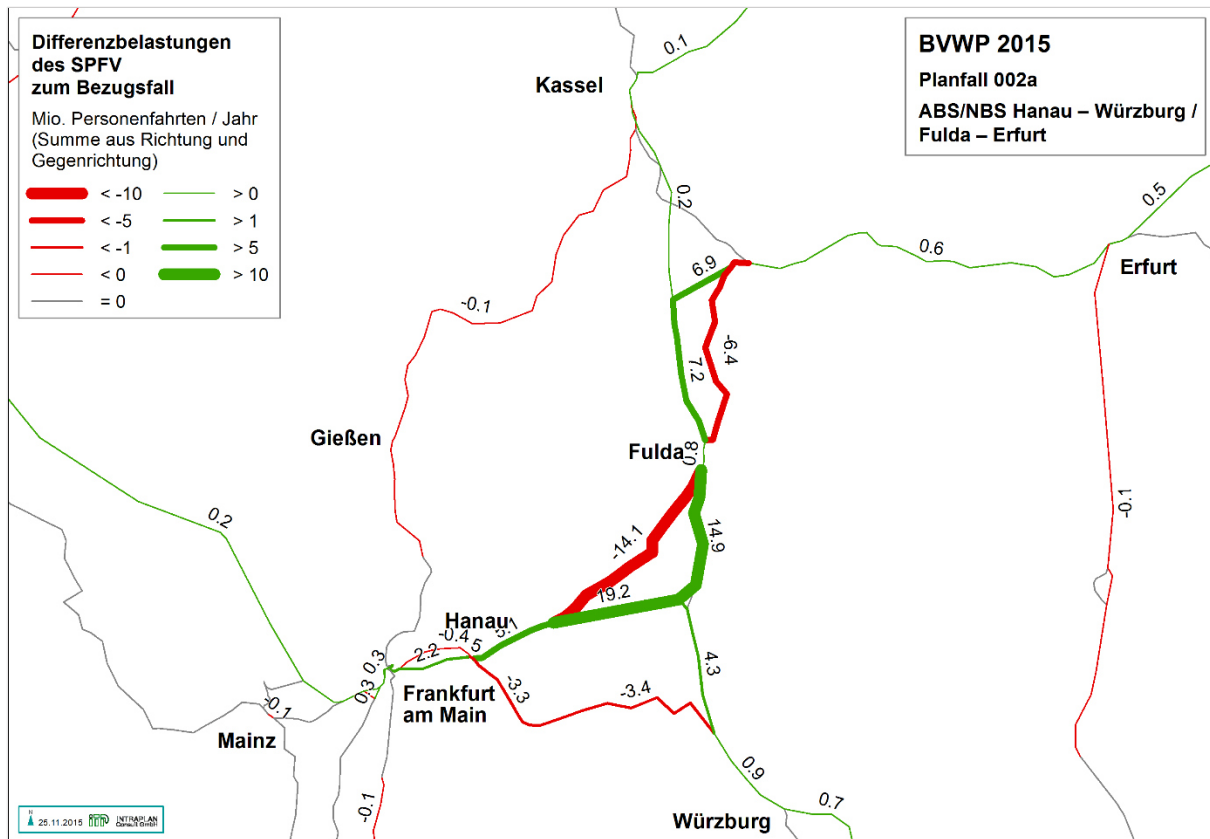 Differenzbelastungen
des SPFV
zum Bezugsfall
Mio. Personenfahrten / Jahr
(Summe aus Richtung und
Gegenrichtung)
< -10
> 0
< -5
> 1
< -1
> 5
< 0
> 10
= 0
BVWP 2015
Planfall 002a
ABS/NBS Hanau – Würzburg /
Fulda – Erfurt
0.1
Kassel
0.2
0.5
6.9
0.6
Erfurt
-0.1
-6.4
7.2
Gießen
Fulda
0.8
-0.1
0.2
-14.1
14.9
19.2
Hanau
-0.4
5
2.2
0.3
0.3
4.3
Frankfurt
am Main
-3.3
-3.4
-0.1
Mainz
-0.1
0.9
0.7
Würzburg
N
25.11.2015
ITP
INTRAPLAN
Consult GmbH